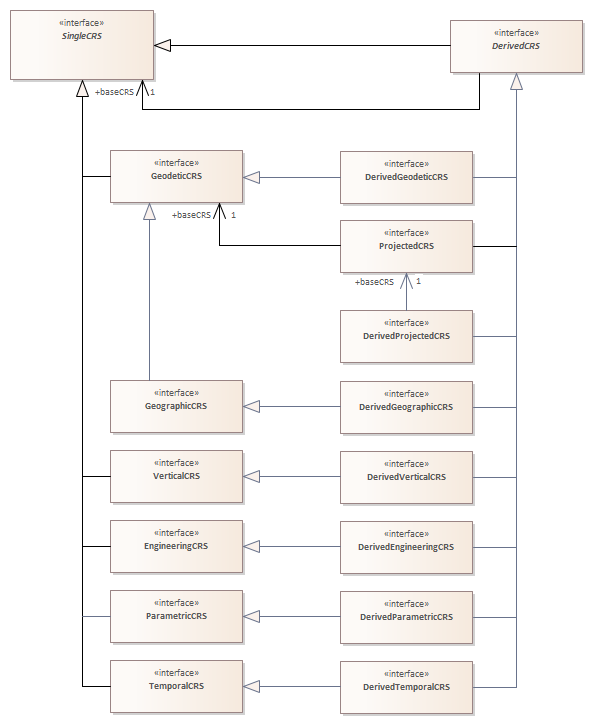 «interface»
SingleCRS
«interface»
DerivedCRS
+baseCRS 1
«interface»
GeodeticCRS
«interface»
DerivedGeodeticCRS
+baseCRS 1
«interface»
ProjectedCRS
+baseCRS 1
«interface»
DerivedProjectedCRS
«interface»
GeographicCRS
«interface»
DerivedGeographicCRS
«interface»
VerticalCRS
«interface»
DerivedVerticalCRS
«interface»
EngineeringCRS
«interface»
DerivedEngineeringCRS
«interface»
ParametricCRS
«interface»
DerivedParametricCRS
«interface»
TemporalCRS
«interface»
DerivedTemporalCRS